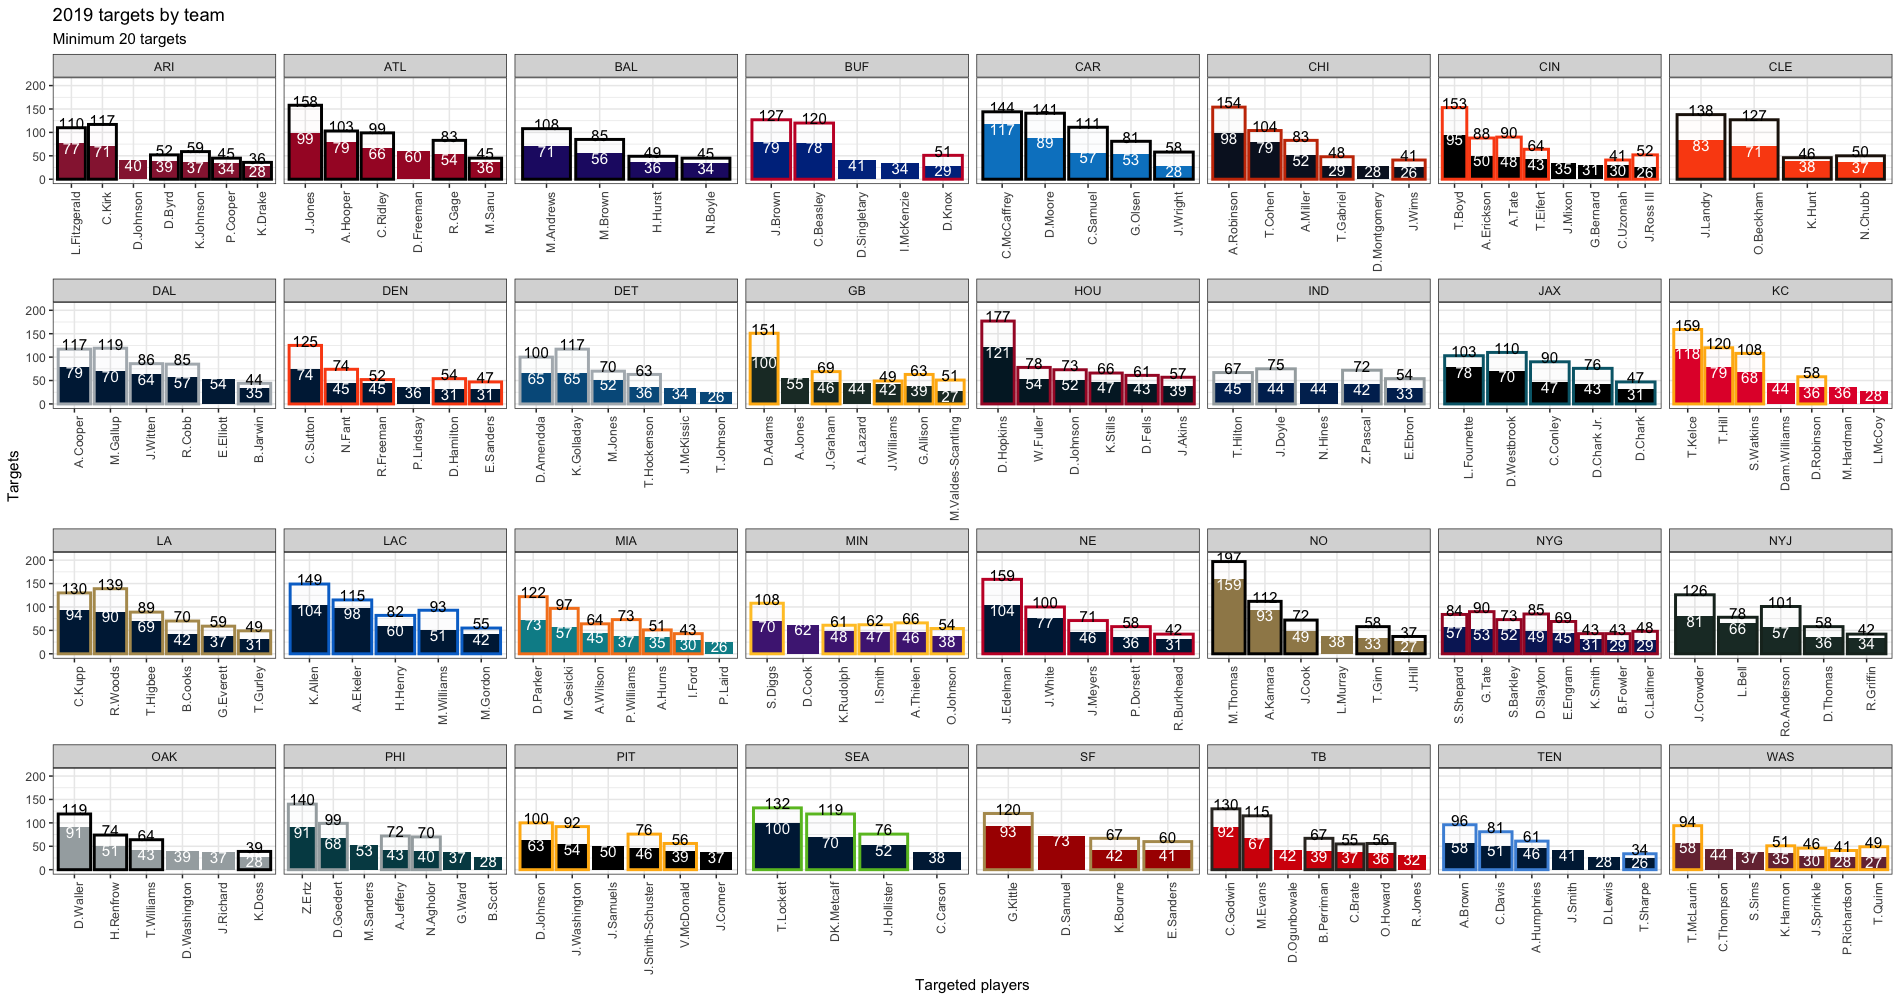 2019 targets by team
Minimum 20 targets
Targets
ARI ATL BAL BUF CAR CHI CIN CLE
200
150
100
50
0
110 117 52 59 45 36
77 71 40 39 37 34 28
158 103 99 83 45
99 79 66 60 54 36
108 85 49 45
71 56 36 34
127 120 51
79 78 41 34 29
144 141 111 81 58
117 89 57 53 28
154 104 83 48 41
98 79 52 29 28 26
153 88 90 64 41 52
95 50 48 43 35 31 30 26
138 127 46 50
83 71 38 37
L.Fitzgerald C.Kirk D.Johnson D.Byrd K.Johnson P.Cooper K.Drake
J.Jones A.Hooper C.Ridley D.Freeman R.Gage M.Sanu
M.Andrews M.Brown H.Hurst N.Boyle
J.Brown C.Beasley D.Singletary I.McKenzie D.Knox
C.McCaffrey D.Moore C.Samuel G.Olsen J.Wright
A.Robinson T.Cohen A.Miller T.Gabriel D.Montgomery J.Wims
T.Boyd A.Erickson A.Tate T.Eifert J.Mixon G.Bernard C.Uzomah J.Ross III
J.Landry O.Beckham K.Hunt N.Chubb
DAL DEN DET GB HOU IND JAX KC
200
150
100
50
0
117 119 86 85 44
79 70 64 57 54 35
125 74 52 54 47
74 45 45 36 31 31
100 117 70 63
65 65 52 36 34 26
151 69 49 63 51
100 55 46 44 42 39 27
177 78 73 66 61 57
121 54 52 47 43 39
67 75 72 54
45 44 44 42 33
103 110 90 76 47
78 70 47 43 31
159 120 108 58
118 79 68 44 36 36 28
A.Cooper M.Gallup J.Witten R.Cobb E.Elliott B.Jarwin
C.Sutton N.Fant R.Freeman P.Lindsay D.Hamilton E.Sanders
D.Amendola K.Golladay M.Jones T.Hockenson J.McKissic T.Johnson
D.Adams A.Jones J.Graham A.Lazard J.Williams G.Allison M.Valdes-Scantling
D.Hopkins W.Fuller D.Johnson K.Stills D.Fells J.Akins
T.Hilton J.Doyle N.Hines Z.Pascal E.Ebron
L.Fournette D.Westbrook C.Conley D.Chark Jr. D.Chark
T.Kelce T.Hill S.Watkins Dam.Williams D.Robinson M.Hardman L.McCoy
LA LAC MIA MIN NE NO NYG NYJ
200
150
100
50
0
130 139 89 70 59 49
94 90 69 42 37 31
149 115 82 93 55
104 98 60 51 42
122 97 64 73 51 43
73 57 45 37 35 30 26
108 61 62 66 54
70 62 48 47 46 38
159 100 71 58 42
104 77 46 36 31
197 112 72 58 37
159 93 49 38 33 27
84 90 73 85 69 43 43 48
57 53 52 49 45 31 29 29
126 78 101 58 42
81 66 57 36 34
C.Kupp R.Woods T.Higbee B.Cooks G.Everett T.Gurley
K.Allen A.Ekeler H.Henry M.Williams M.Gordon
D.Parker M.Gesicki A.Wilson P.Williams A.Hurns I.Ford P.Laird
S.Diggs D.Cook K.Rudolph I.Smith A.Thielen O.Johnson
J.Edelman J.White J.Meyers P.Dorsett R.Burkhead
M.Thomas A.Kamara J.Cook L.Murray T.Ginn J.Hill
S.Shepard G.Tate S.Barkley D.Slayton E.Engram K.Smith B.Fowler C.Latimer
J.Crowder L.Bell Ro.Anderson D.Thomas R.Griffin
OAK PHI PIT SEA SF TB TEN WAS
200
150
100
50
0
119 74 64 39
91 51 43 39 37 28
140 99 72 70
91 68 53 43 40 37 28
100 92 76 56
63 54 50 46 39 37
132 119 76
100 70 52 38
120 67 60
93 73 42 41
130 115 67 55 56
92 67 42 39 37 36 32
96 81 61 34
58 51 46 41 28 26
94 51 46 41 49
58 44 37 35 30 28 27
D.Waller H.Renfrow T.Williams D.Washington J.Richard K.Doss
Z.Ertz D.Goedert M.Sanders A.Jeffery N.Agholor G.Ward B.Scott
D.Johnson J.Washington J.Samuels J.Smith-Schuster V.McDonald J.Conner
T.Lockett DK.Metcalf J.Hollister C.Carson
G.Kittle D.Samuel K.Bourne E.Sanders
C.Godwin M.Evans D.Ogunbowale B.Perriman C.Brate O.Howard R.Jones
A.Brown C.Davis A.Humphries J.Smith D.Lewis T.Sharpe
T.McLaurin C.Thompson S.Sims K.Harmon J.Sprinkle P.Richardson T.Quinn
Targeted players